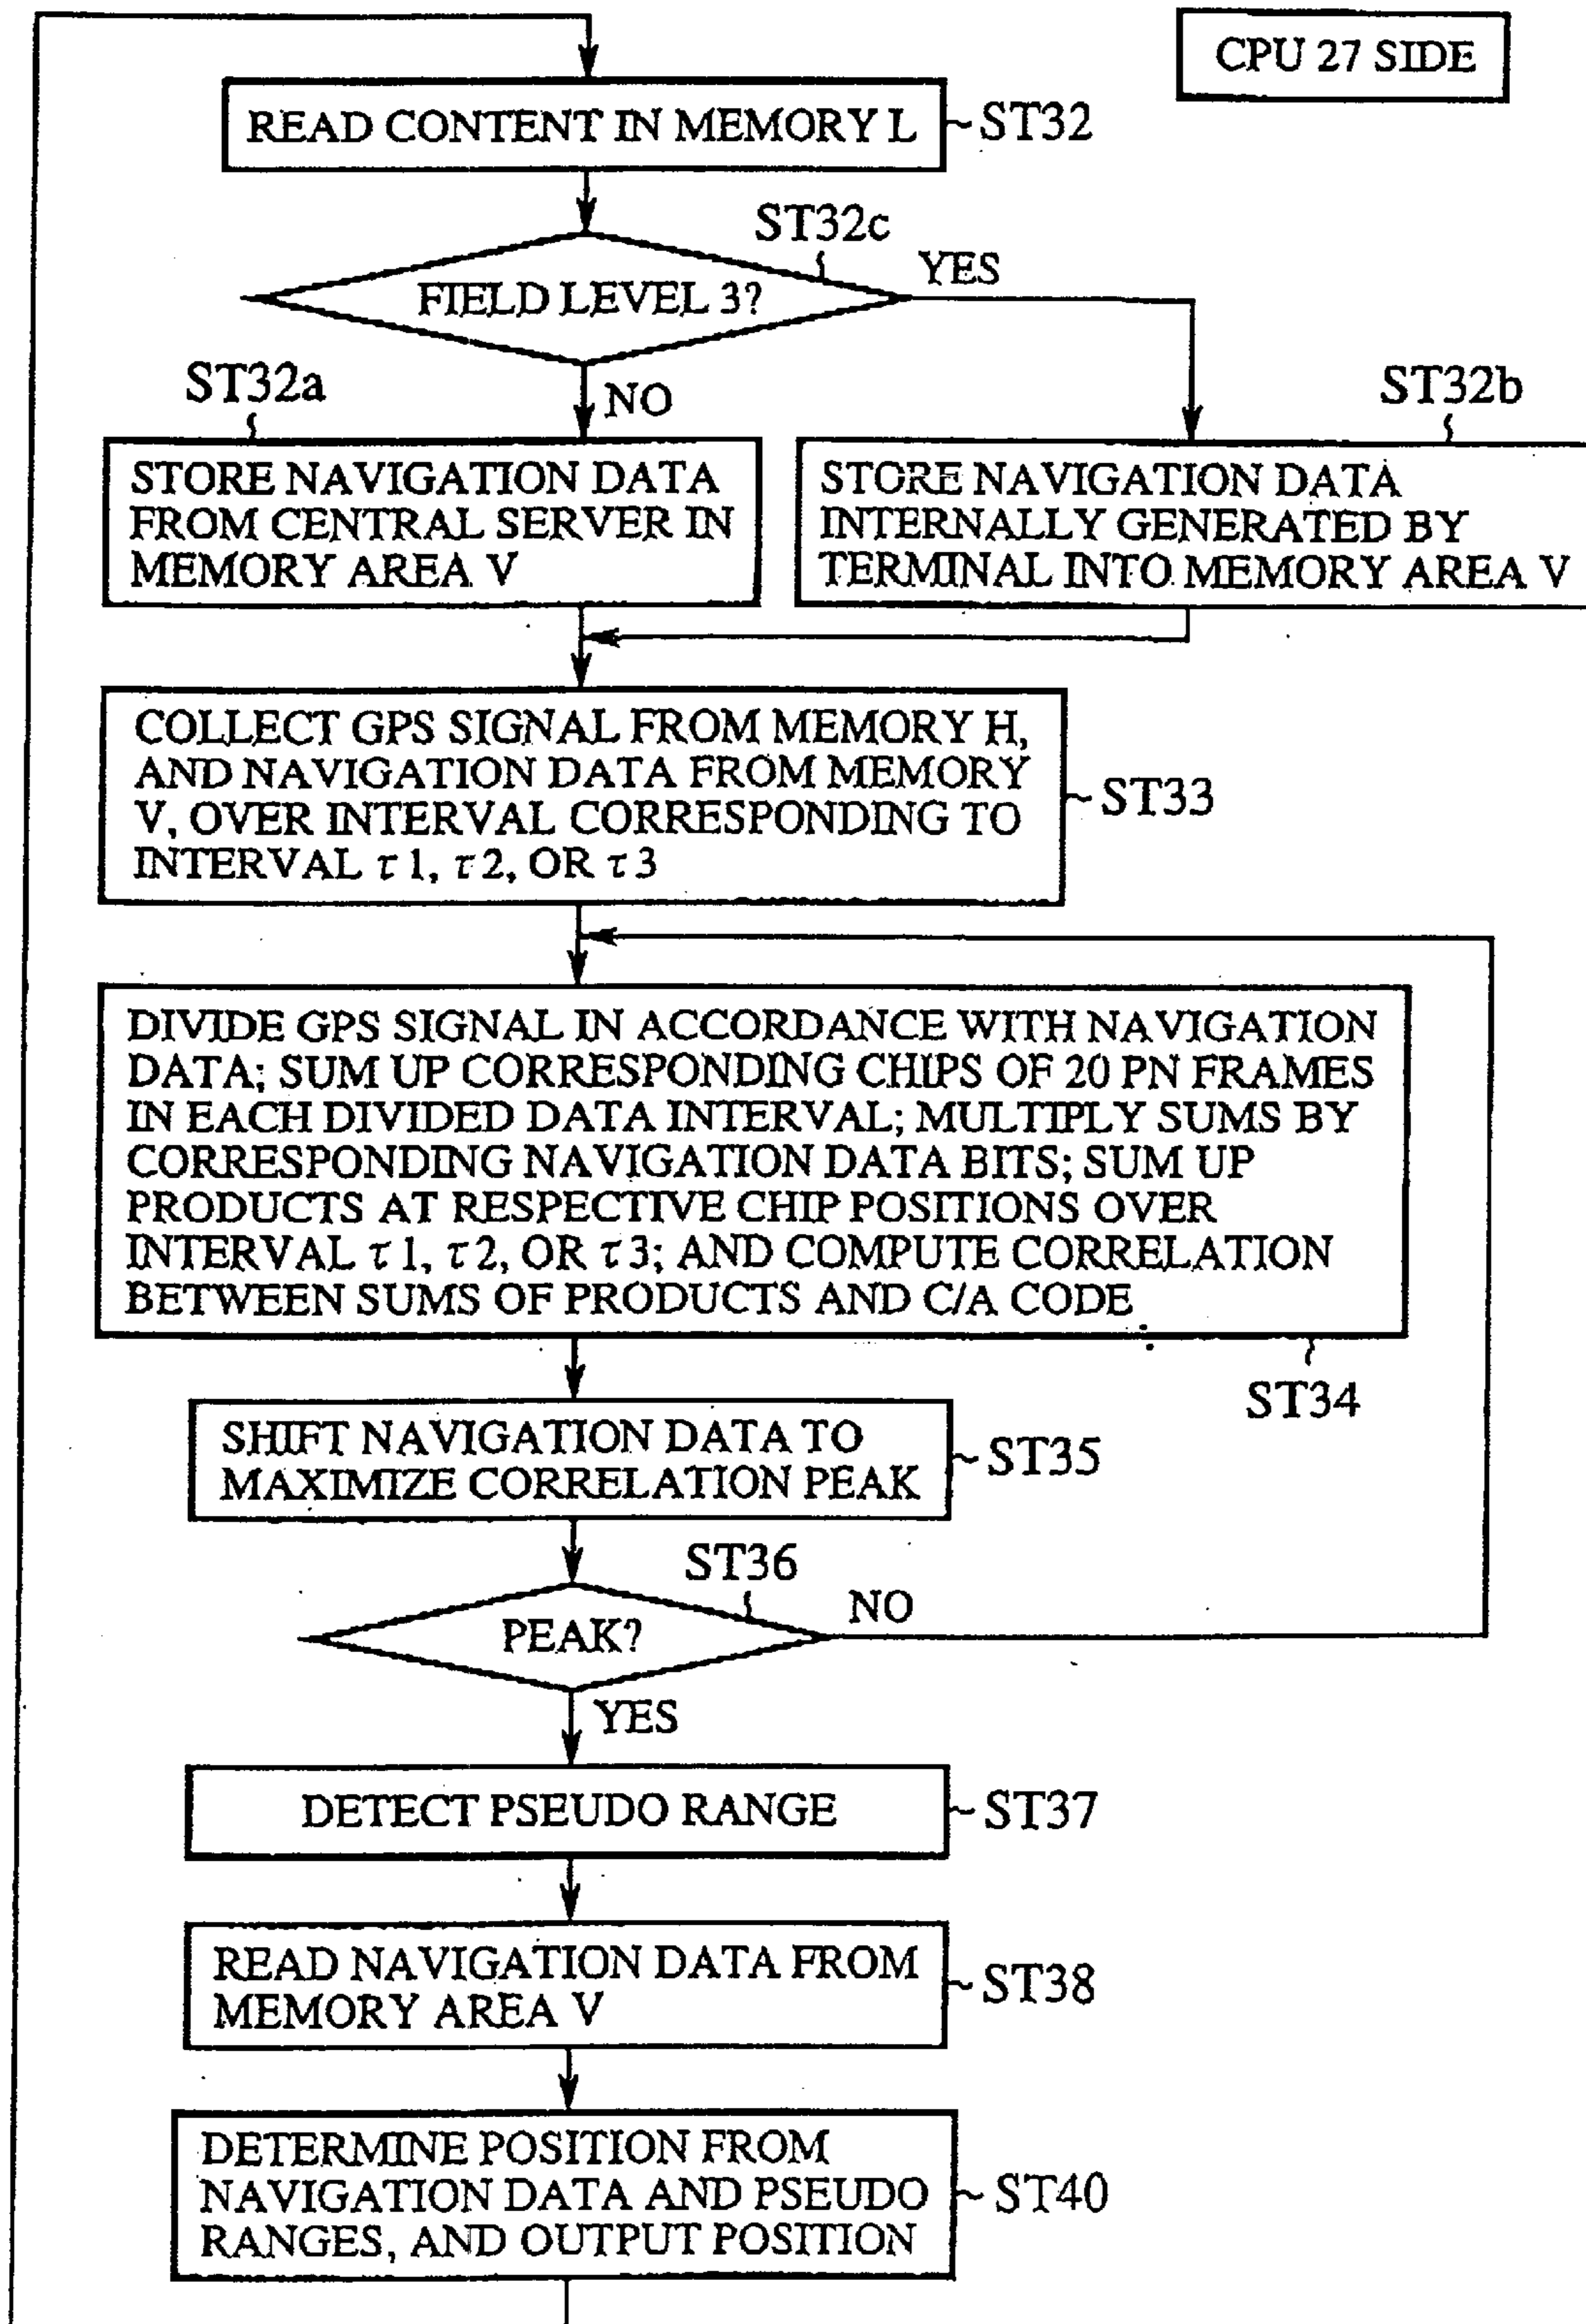 CPU 27 SIDE
READ CONTENT IN MEMORY L
ST32
ST32c
FIELD LEVEL 3?
YES
NO
ST32a
ST32b
STORE NAVIGATION DATA
FROM CENTRAL SERVER IN
MEMORY AREA V
STORE NAVIGATION DATA
INTERNALLY GENERATED BY
TERMINAL INTO MEMORY AREA V
COLLECT GPS SIGNAL FROM MEMORY H,
AND NAVIGATION DATA FROM MEMORY
V, OVER INTERVAL CORRESPONDING TO
INTERVAL τ1, τ2, OR τ3
ST33
DIVIDE GPS SIGNAL IN ACCORDANCE WITH NAVIGATION
DATA; SUM UP CORRESPONDING CHIPS OF 20 PN FRAMES
IN EACH DIVIDED DATA INTERVAL; MULTIPLY SUMS BY
CORRESPONDING NAVIGATION DATA BITS; SUM UP
PRODUCTS AT RESPECTIVE CHIP POSITIONS OVER
INTERVAL τ1, τ2, OR τ3; AND COMPUTE CORRELATION
BETWEEN SUMS OF PRODUCTS AND C/A CODE
ST34
SHIFT NAVIGATION DATA TO
MAXIMIZE CORRELATION PEAK
ST35
ST36
PEAK?
NO
YES
DETECT PSEUDO RANGE
ST37
READ NAVIGATION DATA FROM
MEMORY AREA V
ST38
DETERMINE POSITION FROM
NAVIGATION DATA AND PSEUDO
RANGES, AND OUTPUT POSITION
ST40